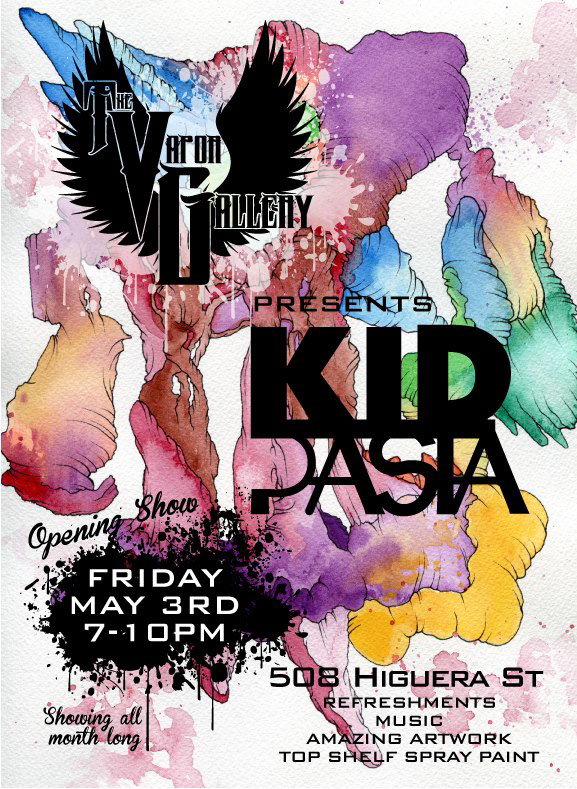 The
Vapor
Gallery
PRESENTS
KID
PASTA
Opening Show
FRIDAY
MAY 3RD
7-10PM
508 Higuera St
REFRESHMENTS
MUSIC
AMAZING ARTWORK
TOP SHELF SPRAY PAINT
Showing all
month long